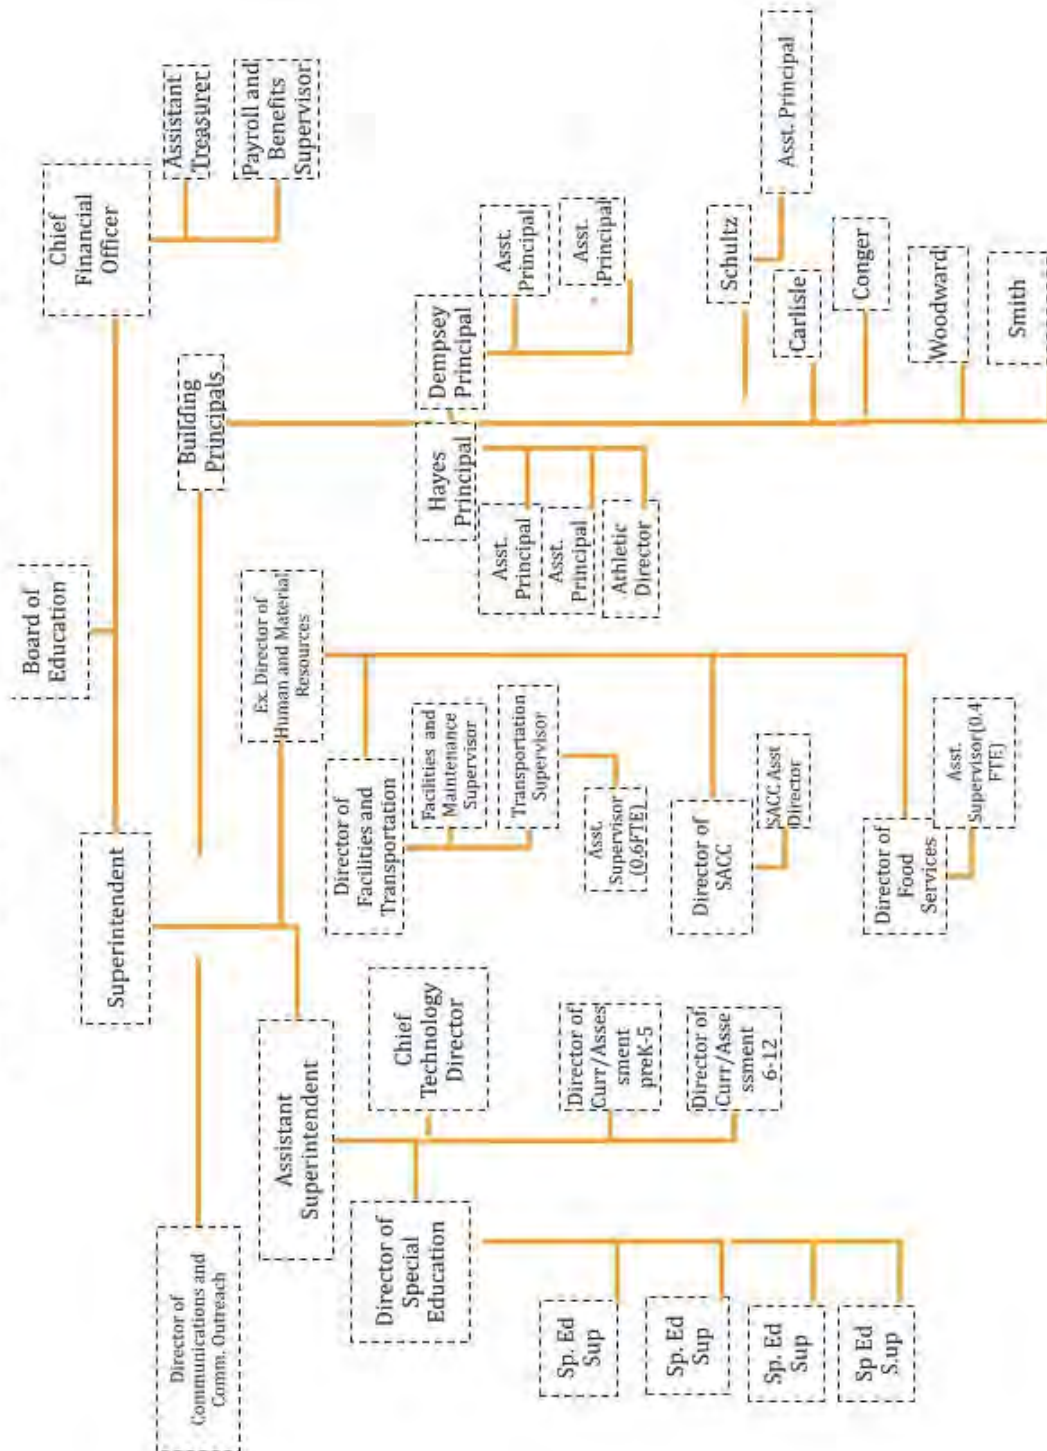 Board of
Education
Superintendent
Chief
Financial
Officer
Assistant
Treasurer
Payroll and
Benefits
Supervisor
Director of
Communications and
Comm. Outreach
Building
Principals
Assistant
Superintendent
Ex. Director of
Human and Material
Resources
Director of
Special
Education
Chief
Technology
Director
Director of
Curr/Asses
sment
preK-5
Director of
Curr/Asse
ssment
6-12
Sp. Ed
Sup
Sp. Ed
Sup
Sp. Ed
Sup
Sp Ed
S.up
Director of
Facilities and
Transportation
Facilities and
Maintenance
Supervisor
Transportation
Supervisor
Asst.
Supervisor
(0.6FTE)
Director of
SACC
SACC Asst
Director
Director of
Food
Services
Asst.
Supervisor(0.4
FTE)
Hayes
Principal
Asst.
Principal
Asst.
Principal
Athletic
Director
Dempsey
Principal
Asst.
Principal
Asst.
Principal
Schultz
Asst. Principal
Carlisle
Conger
Woodward
Smith